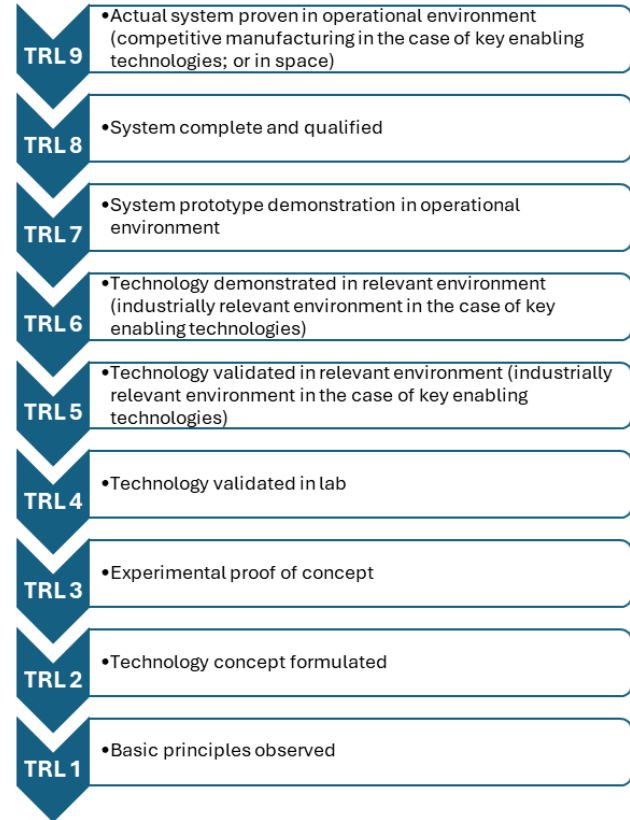 TRL 9
•Actual system proven in operational environment
(competitive manufacturing in the case of key enabling
technologies; or in space)
TRL 8
•System complete and qualified
TRL 7
•System prototype demonstration in operational
environment
TRL 6
•Technology demonstrated in relevant environment
(industrially relevant environment in the case of key
enabling technologies)
TRL 5
•Technology validated in relevant environment (industrially
relevant environment in the case of key enabling
technologies)
TRL 4
•Technology validated in lab
TRL 3
•Experimental proof of concept
TRL 2
•Technology concept formulated
TRL 1
•Basic principles observed